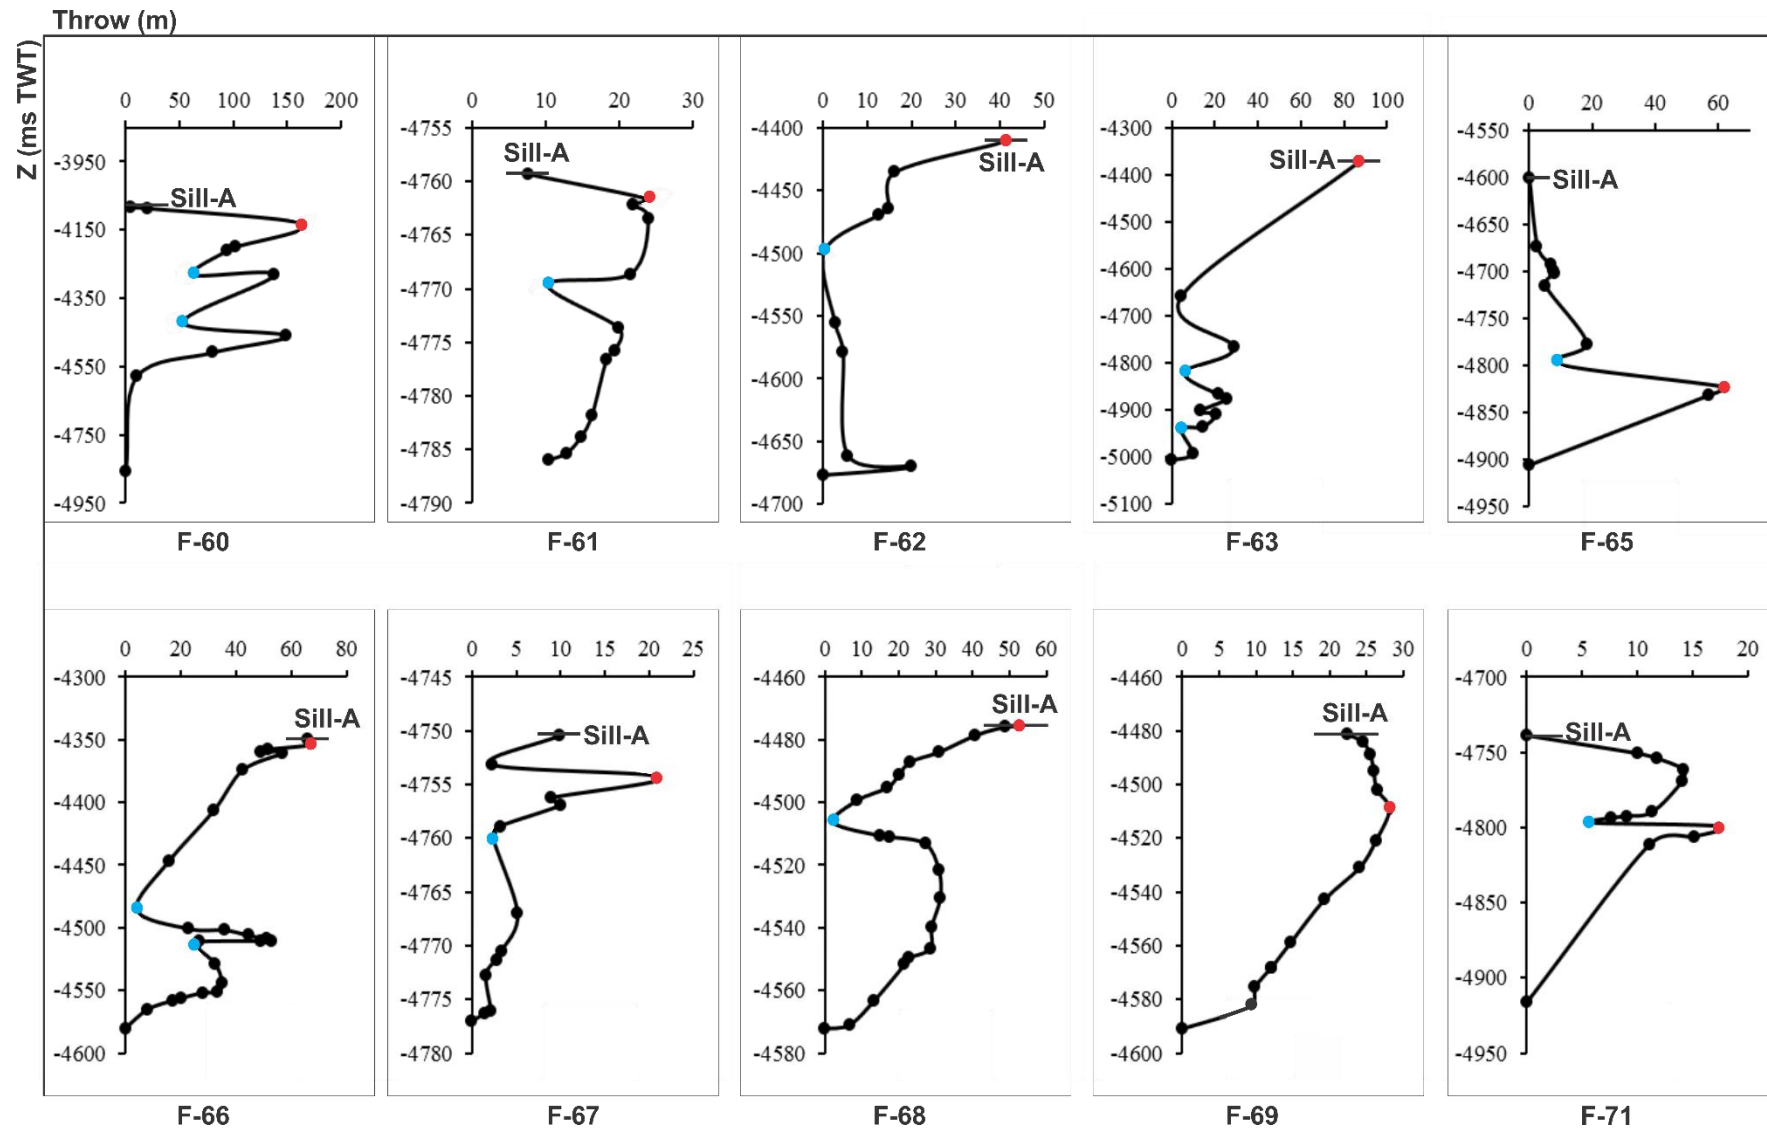 Throw (m)
Z (ms TWT)
0 50 100 150 200
-3950
-4150
-4350
-4550
-4750
-4950
Sill-A
F-60
0 10 20 30
-4755
-4760
-4765
-4770
-4775
-4780
-4785
-4790
Sill-A
F-61
0 10 20 30 40 50
-4400
-4450
-4500
-4550
-4600
-4650
-4700
Sill-A
F-62
0 20 40 60 80 100
-4300
-4400
-4500
-4600
-4700
-4800
-4900
-5000
-5100
Sill-A
F-63
0 20 40 60
-4550
-4600
-4650
-4700
-4750
-4800
-4850
-4900
-4950
Sill-A
F-65
0 20 40 60 80
-4300
-4350
-4400
-4450
-4500
-4550
-4600
Sill-A
F-66
0 5 10 15 20 25
-4745
-4750
-4755
-4760
-4765
-4770
-4775
-4780
Sill-A
F-67
0 10 20 30 40 50 60
-4460
-4480
-4500
-4520
-4540
-4560
-4580
Sill-A
F-68
0 5 10 15 20 25 30
-4460
-4480
-4500
-4520
-4540
-4560
-4580
-4600
Sill-A
F-69
0 5 10 15 20
-4700
-4750
-4800
-4850
-4900
-4950
Sill-A
F-71